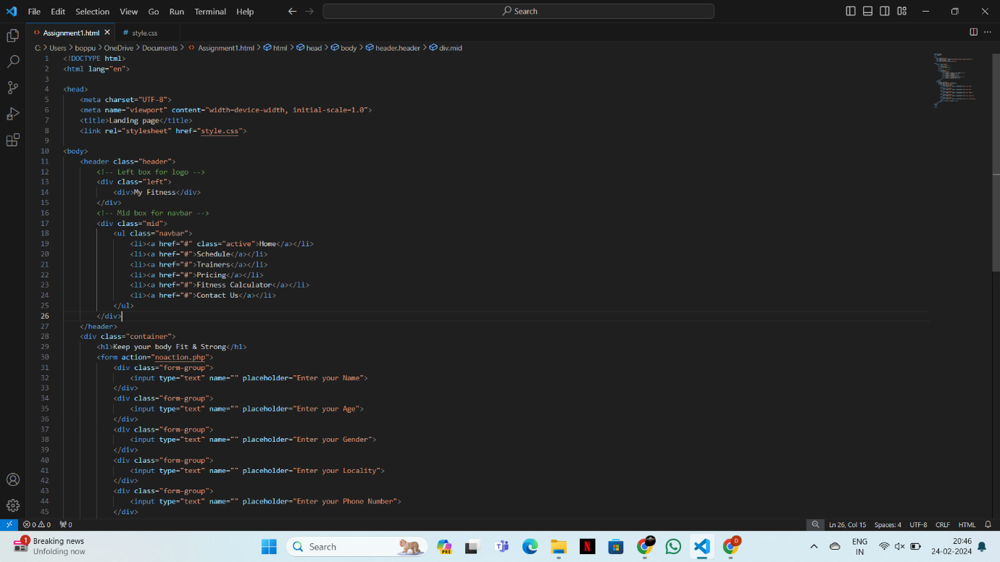 File Edit Selection View Go Run Terminal Help Search
Assignment1.html style.css
C: > Users > boppu > OneDrive > Documents > Assignment1.html > html > head > body > header.header > div.mid
1 <!DOCTYPE html>
2 <html lang="en">
3
4 <head>
5 <meta charset="UTF-8">
6 <meta name="viewport" content="width=device-width, initial-scale=1.0">
7 <title>Landing page</title>
8 <link rel="stylesheet" href="style.css">
9
10 <body>
11 <header class="header">
12 <!-- Left box for logo -->
13 <div class="left">
14 <div>My Fitness</div>
15 </div>
16 <!-- Mid box for navbar -->
17 <div class="mid">
18 <ul class="navbar">
19 <li><a href="#" class="active">Home</a></li>
20 <li><a href="#">Schedule</a></li>
21 <li><a href="#">Trainers</a></li>
22 <li><a href="#">Pricing</a></li>
23 <li><a href="#">Fitness Calculator</a></li>
24 <li><a href="#">Contact Us</a></li>
25 </ul>
26 </div>
27 </header>
28 <div class="container">
29 <h1>Keep your body Fit & Strong</h1>
30 <form action="noaction.php">
31 <div class="form-group">
32 <input type="text" name="" placeholder="Enter your Name">
33 </div>
34 <div class="form-group">
35 <input type="text" name="" placeholder="Enter your Age">
36 </div>
37 <div class="form-group">
38 <input type="text" name="" placeholder="Enter your Gender">
39 </div>
40 <div class="form-group">
41 <input type="text" name="" placeholder="Enter your Locality">
42 </div>
43 <div class="form-group">
44 <input type="text" name="" placeholder="Enter your Phone Number">
45 </div>
0 0 0 Ln 26, Col 15 Spaces: 4 UTF-8 CRLF HTML
1 Breaking news
Unfolding now
Search PRE N D
ENG
IN
20:46
24-02-2024